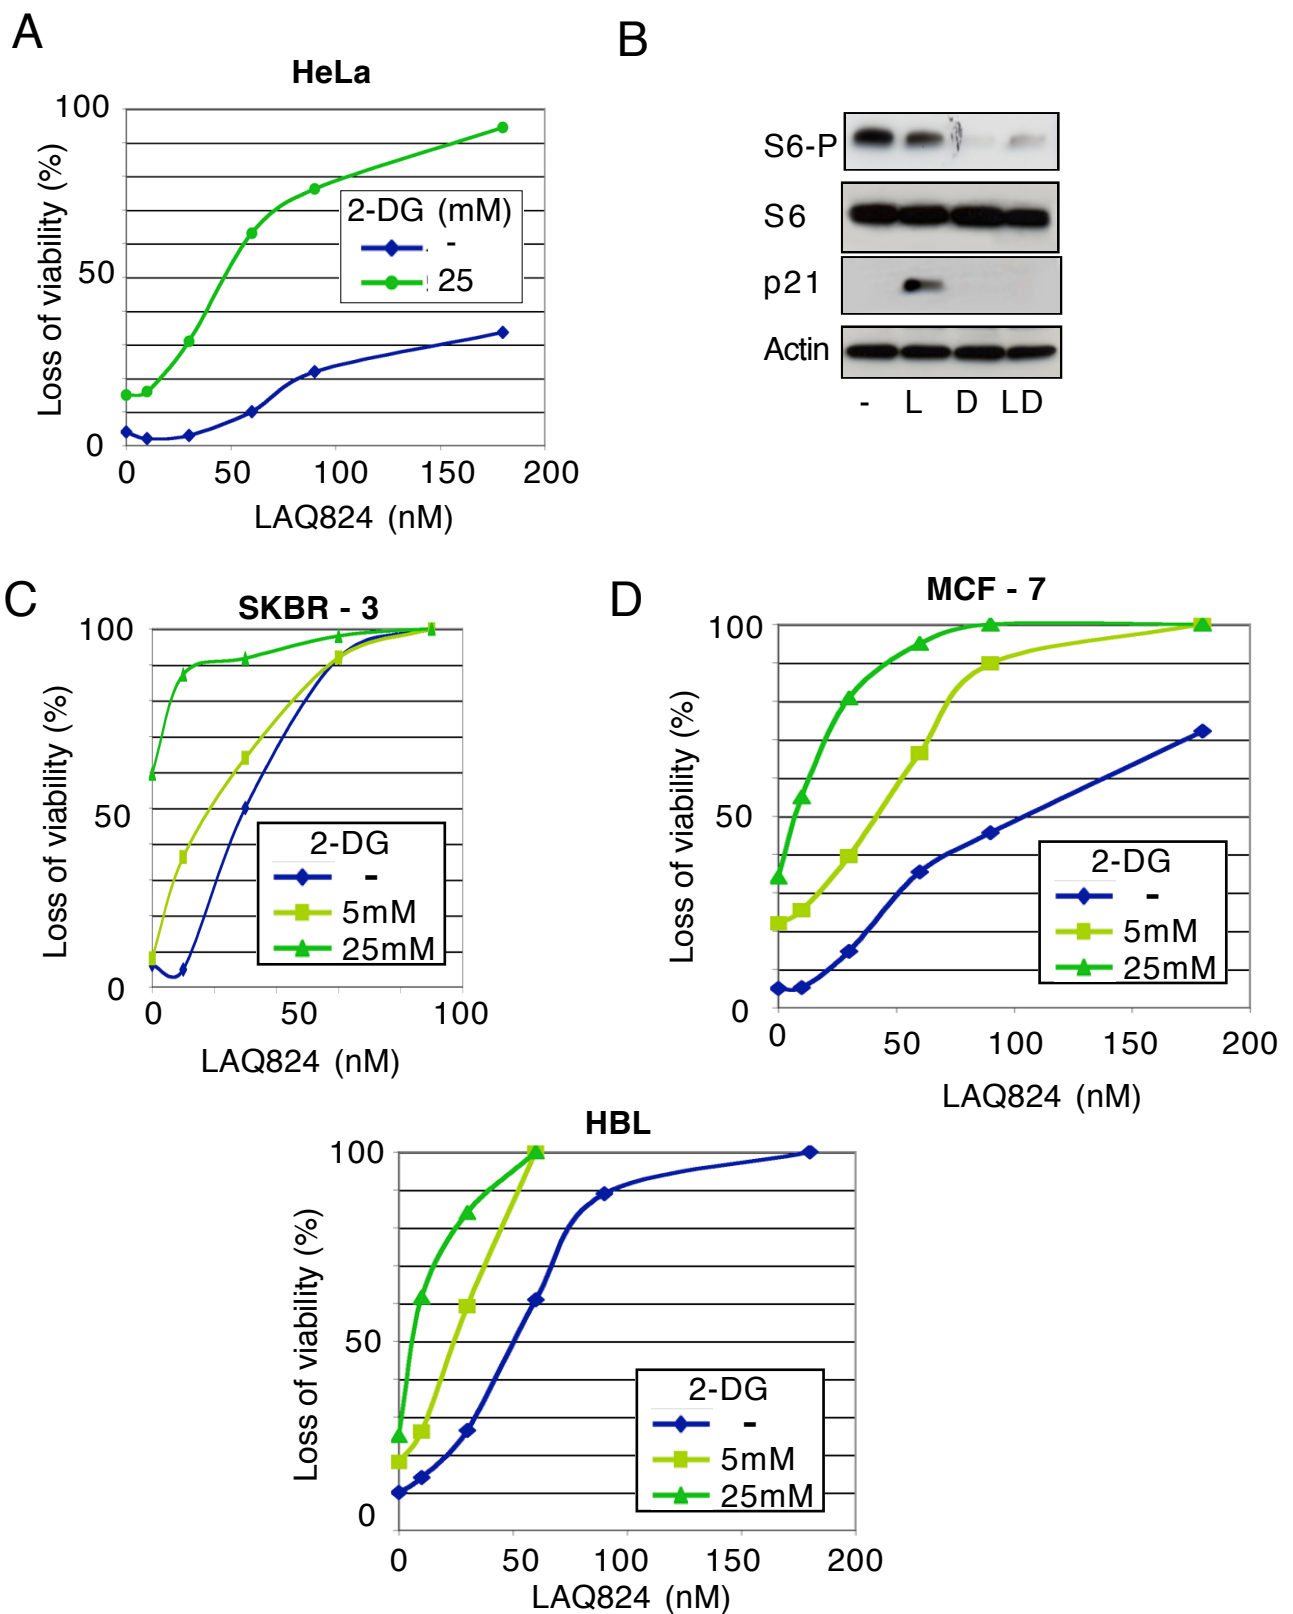 A
HeLa
100
50
0
Loss of viability (%)
2-DG (mM)
-
25
0 50 100 150 200
LAQ824 (nM)
B
S6-P
S6
p21
Actin
- L D LD
C
SKBR - 3
100
50
0
Loss of viability (%)
2-DG
-
5mM
25mM
0 50 100
LAQ824 (nM)
D
MCF - 7
100
50
0
Loss of viability (%)
2-DG
-
5mM
25mM
0 50 100 150 200
LAQ824 (nM)
HBL
100
50
0
Loss of viability (%)
2-DG
-
5mM
25mM
0 50 100 150 200
LAQ824 (nM)